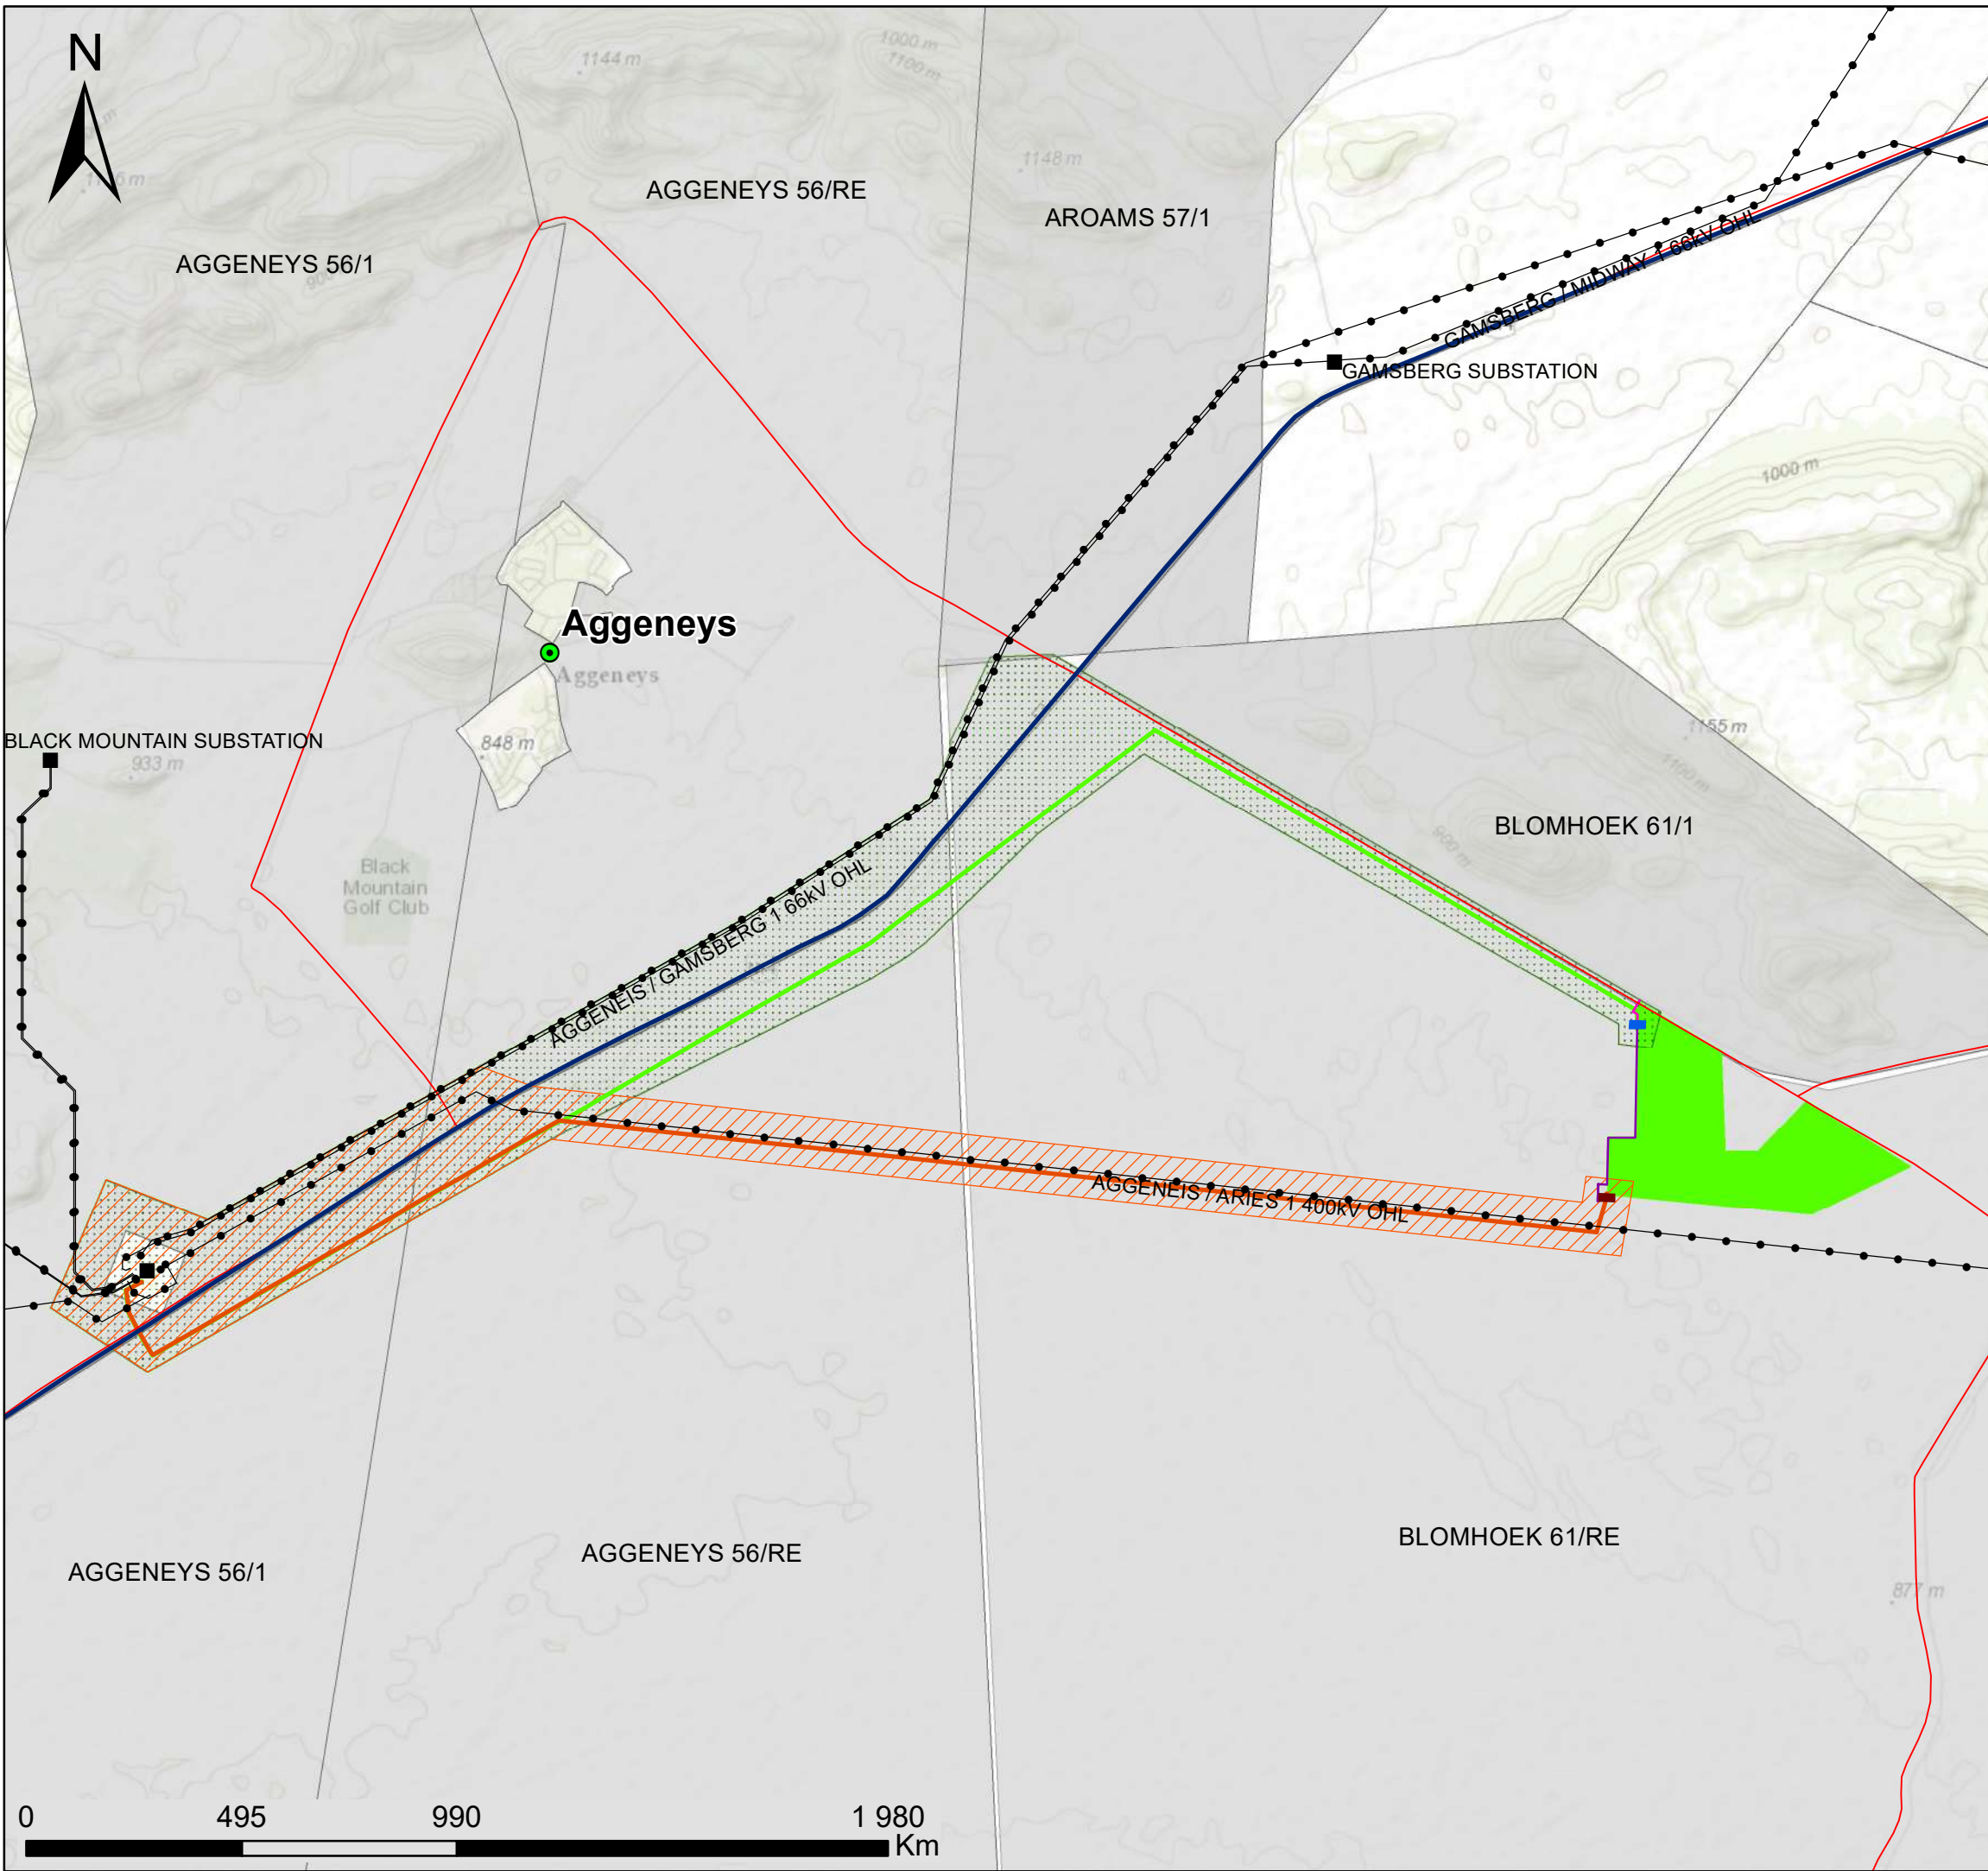 N
1144 m
1000 m
1100 m
1148 m
AGGENEYS 56/RE
AROAMS 57/1
AGGENEYS 56/1
900
GAMSBERG / MIDWAY 1 66kV OHL
GAMSBERG SUBSTATION
1000 m
Aggeneys
Aggeneys
BLACK MOUNTAIN SUBSTATION
933 m
848 m
1155 m
1100 m
BLOMHOEK 61/1
900 m
Black
Mountain
Golf Club
AGGENEIS / GAMSBERG 1 66kV OHL
AGGENEIS / ARIES 1 400kV OHL
BLOMHOEK 61/RE
AGGENEYS 56/RE
AGGENEYS 56/1
877 m
0 495 990 1 980
Km